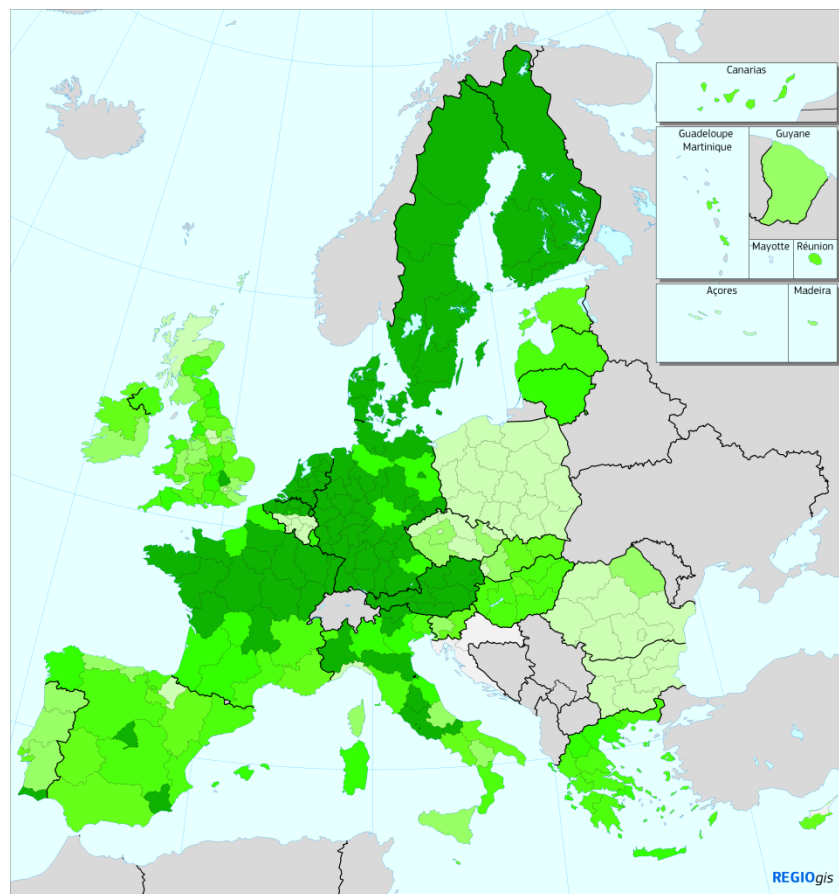 Canarias
Guadeloupe
Martinique
Guyane
Mayotte
Réunion
Açores
Madeira
REGIOgis